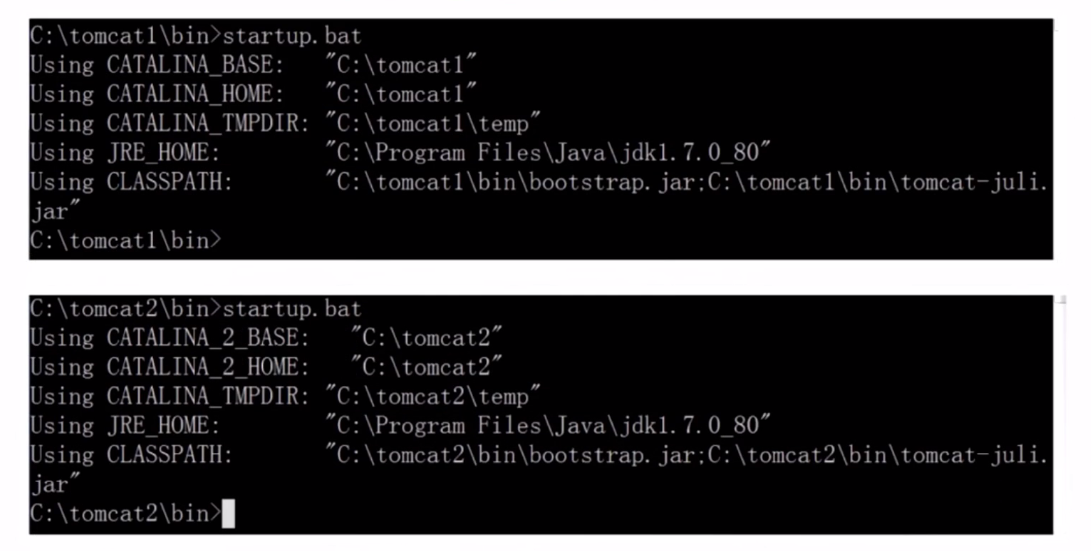 C:\tomcat1\bin>startup.bat
Using CATALINA_BASE:   "C:\tomcat1"
Using CATALINA_HOME:   "C:\tomcat1"
Using CATALINA_TMPDIR: "C:\tomcat1\temp"
Using JRE_HOME:        "C:\Program Files\Java\jdk1.7.0_80"
Using CLASSPATH:       "C:\tomcat1\bin\bootstrap.jar;C:\tomcat1\bin\tomcat-juli.
jar"
C:\tomcat1\bin>
C:\tomcat2\bin>startup.bat
Using CATALINA_2_BASE:   "C:\tomcat2"
Using CATALINA_2_HOME:   "C:\tomcat2"
Using CATALINA_TMPDIR: "C:\tomcat2\temp"
Using JRE_HOME:        "C:\Program Files\Java\jdk1.7.0_80"
Using CLASSPATH:       "C:\tomcat2\bin\bootstrap.jar;C:\tomcat2\bin\tomcat-juli.
jar"
C:\tomcat2\bin>